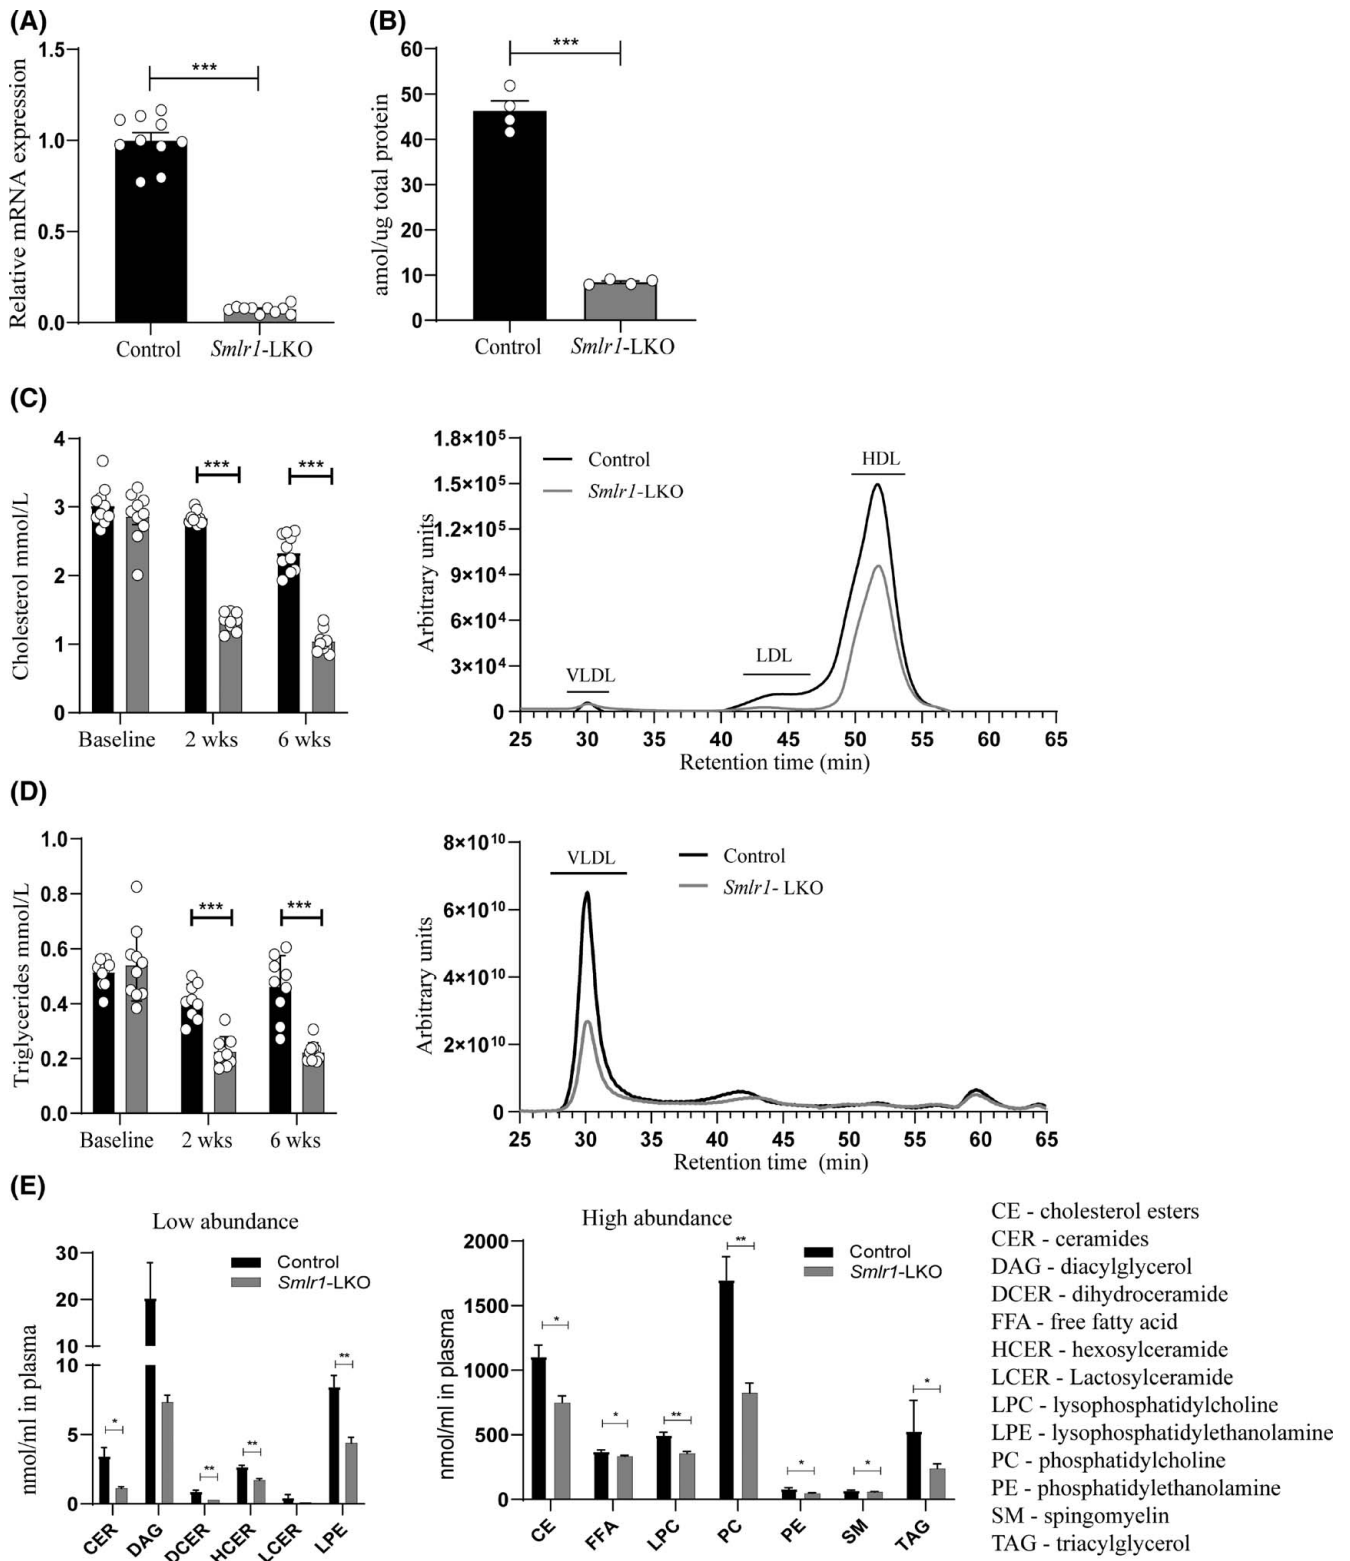 (A)
1.5
1.0
0.5
0.0
Relative mRNA expression
***
Control
Smlr1-LKO
(B)
60
50
40
30
20
10
0
amol/ug total protein
***
Control
Smlr1-LKO
(C)
4
3
2
1
0
Cholesterol mmol/L
***
***
Baseline
2 wks
6 wks
1.8×10⁵
1.5×10⁵
1.2×10⁵
9×10⁴
6×10⁴
3×10⁴
0
Arbitrary units
Control
Smlr1-LKO
HDL
LDL
VLDL
25 30 35 40 45 50 55 60 65
Retention time (min)
(D)
1.0
0.8
0.6
0.4
0.2
0.0
Triglycerides mmol/L
***
***
Baseline
2 wks
6 wks
8×10¹⁰
6×10¹⁰
4×10¹⁰
2×10¹⁰
0
Arbitrary units
VLDL
Control
Smlr1- LKO
25 30 35 40 45 50 55 60 65
Retention time (min)
(E)
Low abundance
30
20
10
10
5
0
nmol/ml in plasma
Control
Smlr1-LKO
*
**
**
**
CER
DAG
DCER
HCER
LCER
LPE
High abundance
2000
1500
1000
500
0
nmol/ml in plasma
Control
Smlr1-LKO
*
*
**
**
*
*
*
CE
FFA
LPC
PC
PE
SM
TAG
CE - cholesterol esters
CER - ceramides
DAG - diacylglycerol
DCER - dihydroceramide
FFA - free fatty acid
HCER - hexosylceramide
LCER - Lactosylceramide
LPC - lysophosphatidylcholine
LPE - lysophosphatidylethanolamine
PC - phosphatidylcholine
PE - phosphatidylethanolamine
SM - spingomyelin
TAG - triacylglycerol